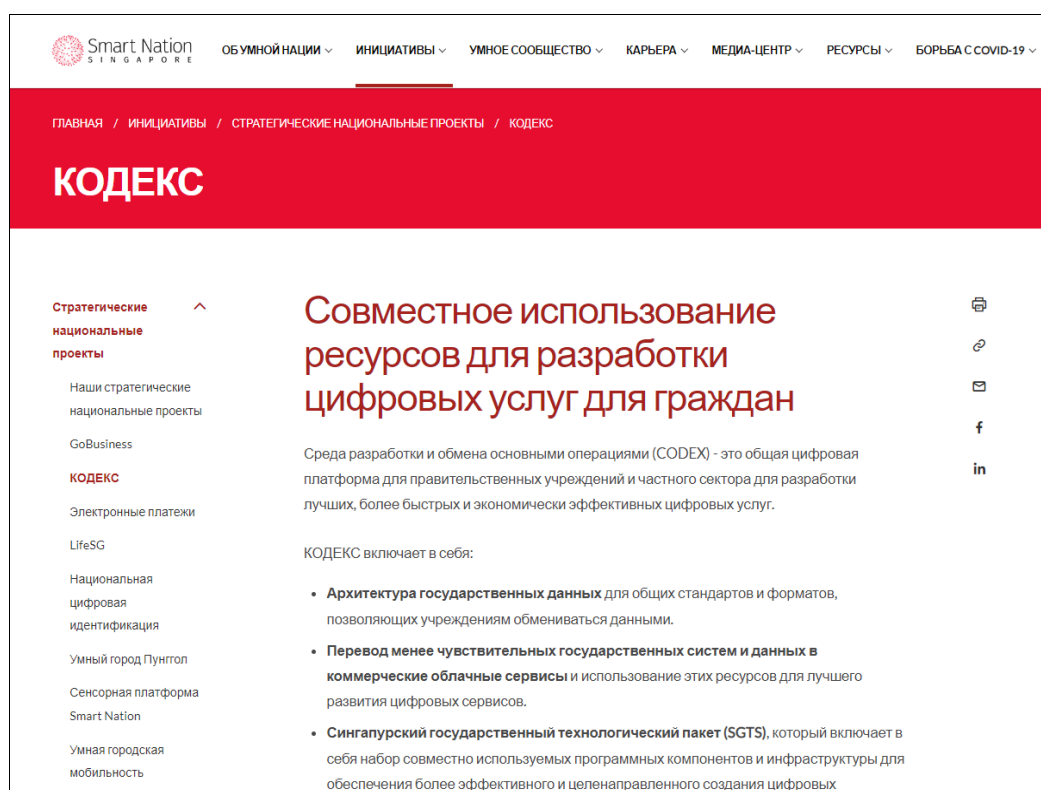 Smart Nation
SINGAPORE
ОБ УМНОЙ НАЦИИ
ИНИЦИАТИВЫ
УМНОЕ СООБЩЕСТВО
КАРЬЕРА
МЕДИА-ЦЕНТР
РЕСУРСЫ
БОРЬБА С COVID-19
ГЛАВНАЯ / ИНИЦИАТИВЫ / СТРАТЕГИЧЕСКИЕ НАЦИОНАЛЬНЫЕ ПРОЕКТЫ / КОДЕКС
КОДЕКС
Стратегические
национальные
проекты
Наши стратегические
национальные проекты
GoBusiness
КОДЕКС
Электронные платежи
LifeSG
Национальная
цифровая
идентификация
Умный город Пунггол
Сенсорная платформа
Smart Nation
Умная городская
мобильность
Совместное использование
ресурсов для разработки
цифровых услуг для граждан
Среда разработки и обмена основными операциями (CODEX) - это общая цифровая
платформа для правительственных учреждений и частного сектора для разработки
лучших, более быстрых и экономически эффективных цифровых услуг.
КОДЕКС включает в себя:
• Архитектура государственных данных для общих стандартов и форматов,
позволяющих учреждениям обмениваться данными.
• Перевод менее чувствительных государственных систем и данных в
коммерческие облачные сервисы и использование этих ресурсов для лучшего
развития цифровых сервисов.
• Сингапурский государственный технологический пакет (SGTS), который включает в
себя набор совместно используемых программных компонентов и инфраструктуры для
обеспечения более эффективного и целенаправленного создания цифровых